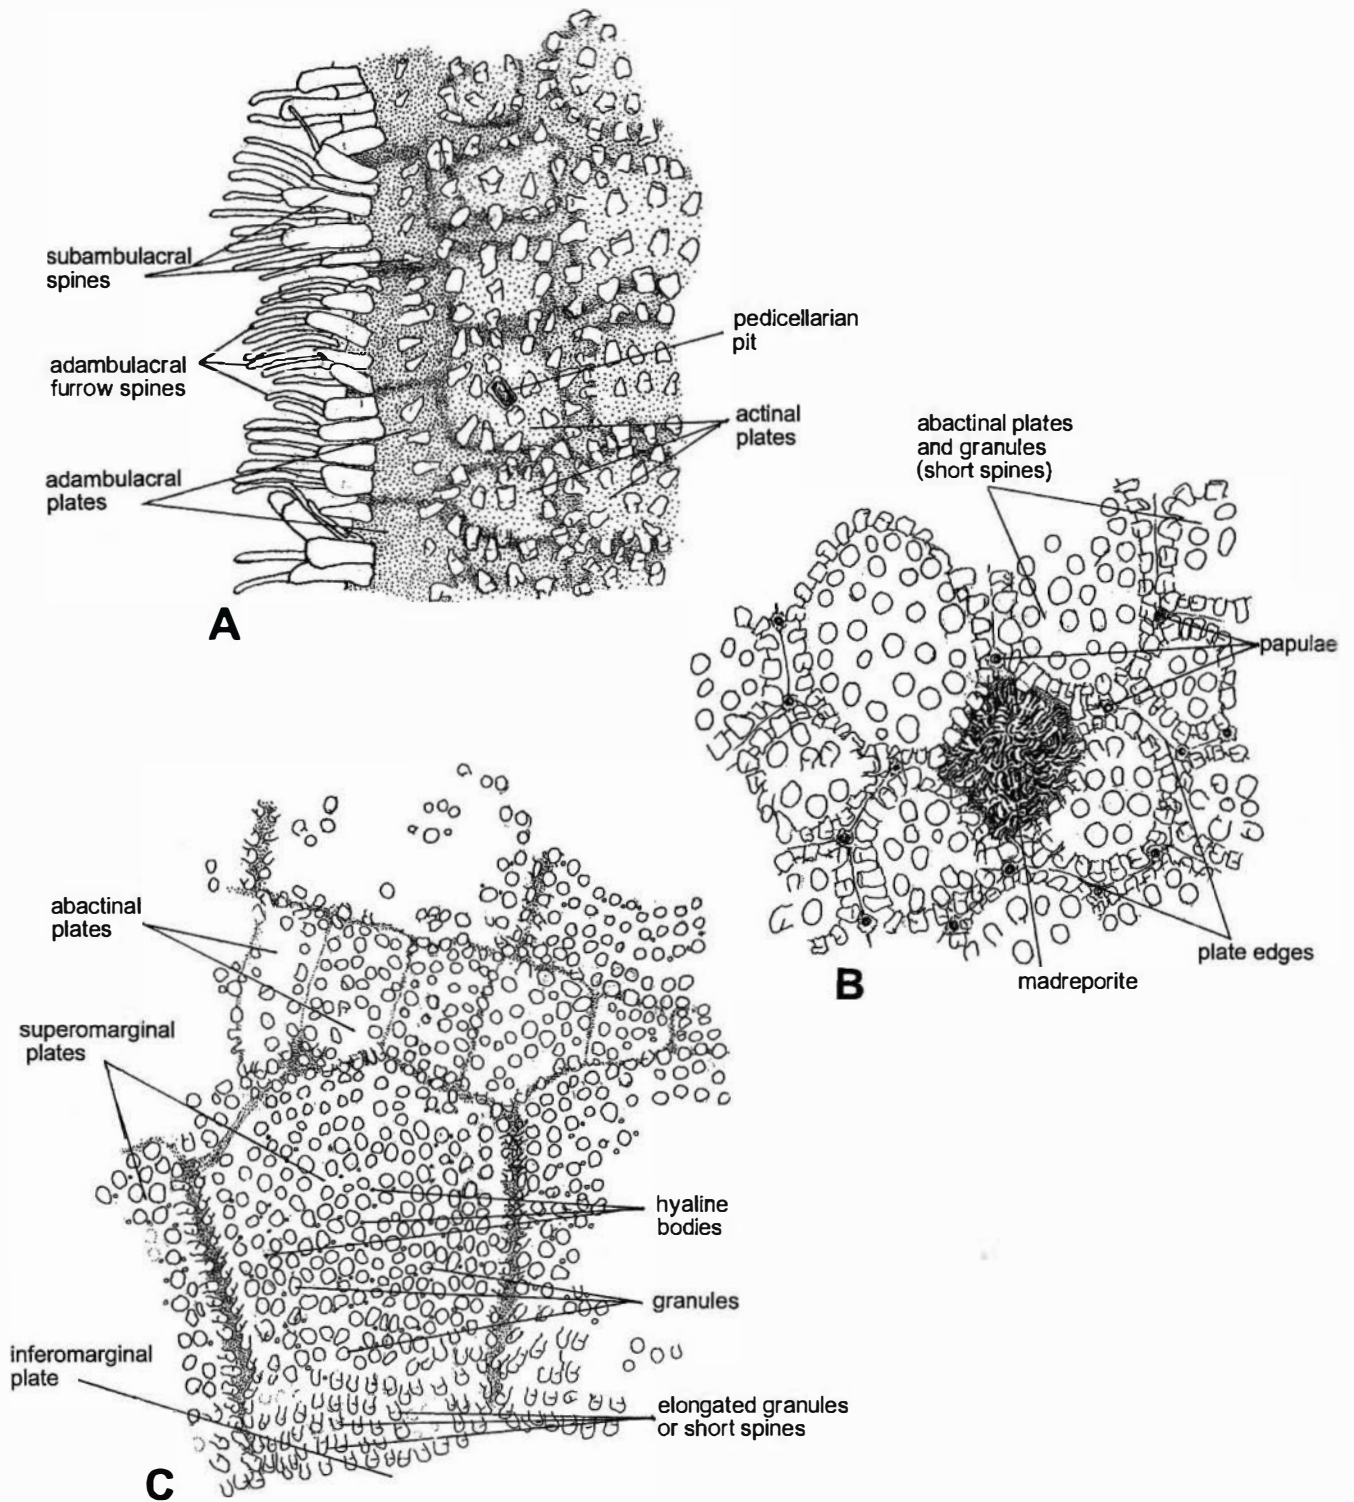 subambulacral
spines
adambulacral
furrow spines
adambulacral
plates
pedicellarian
pit
actinal
plates
A
abactinal plates
and granules
(short spines)
papulae
plate edges
madreporite
B
abactinal
plates
superomarginal
plates
hyaline
bodies
granules
inferomarginal
plate
elongated granules
or short spines
C